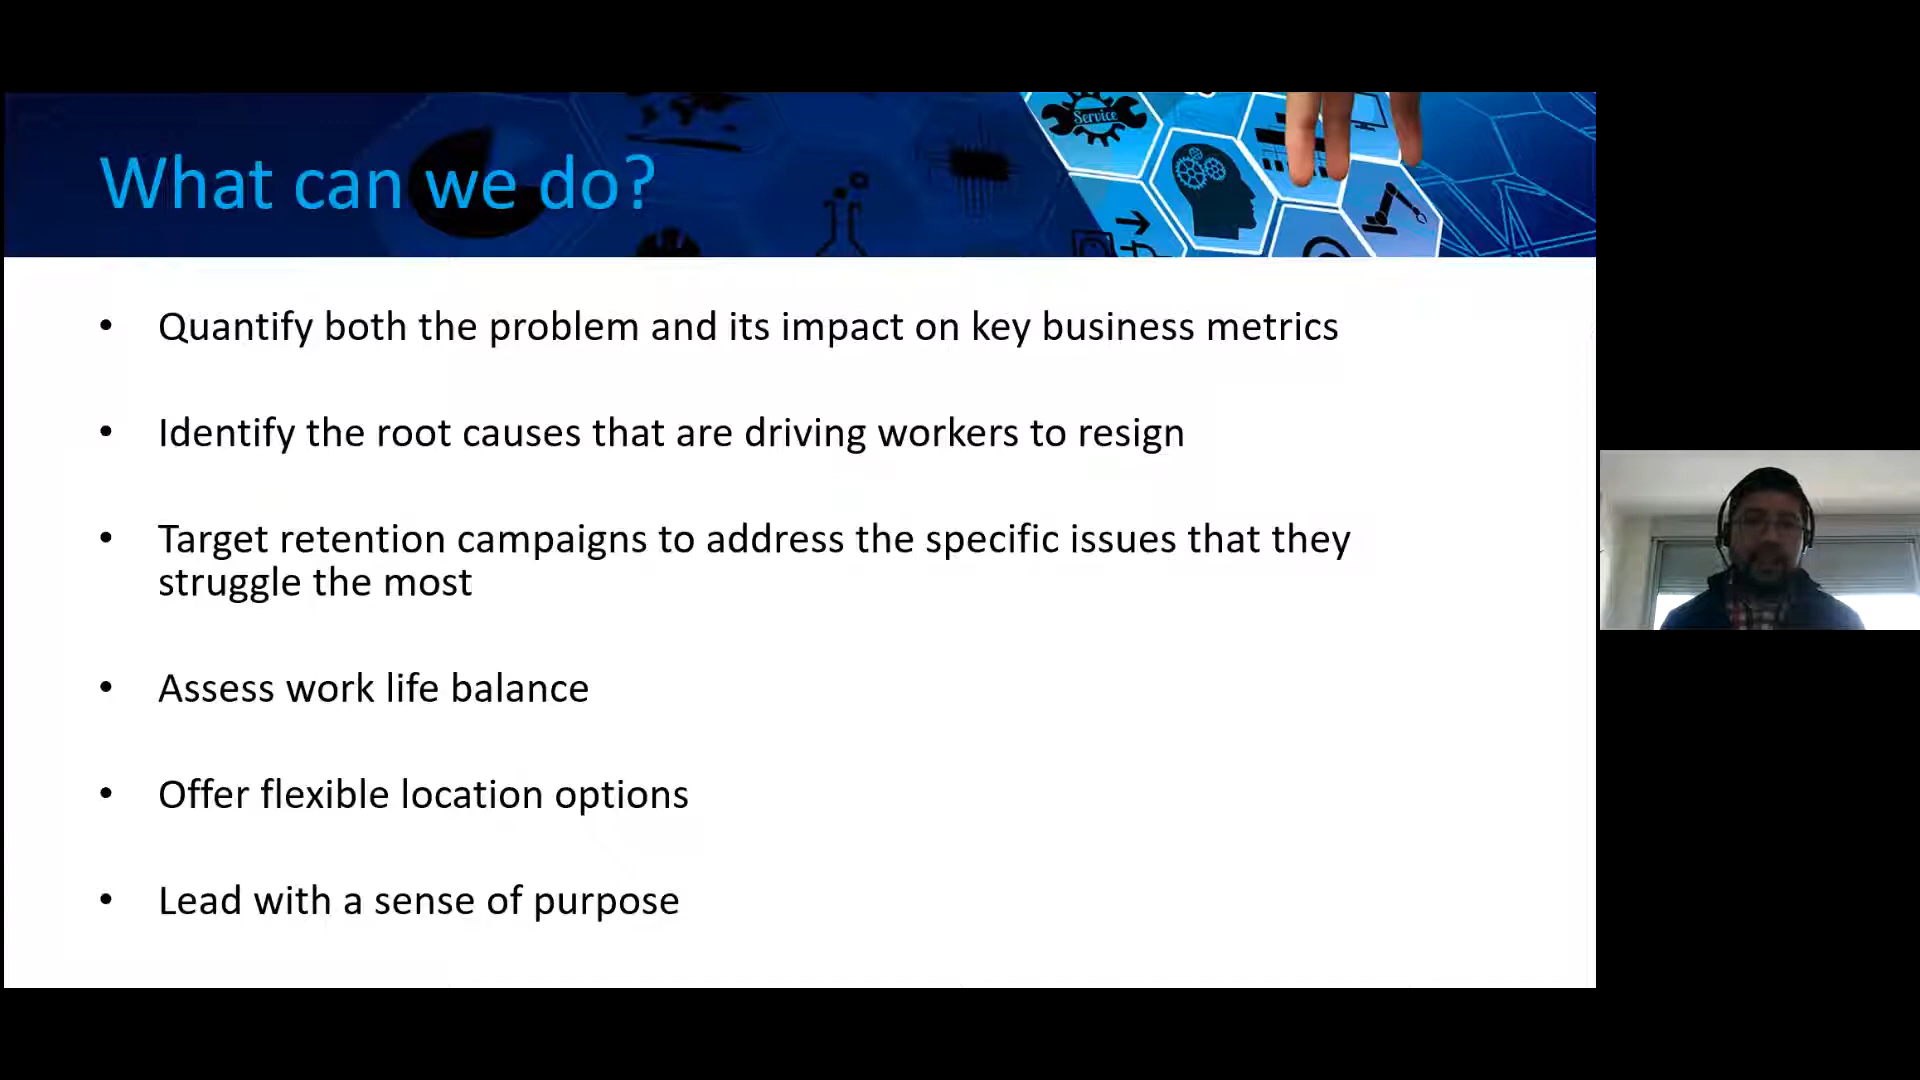 Service
What can we do?
• Quantify both the problem and its impact on key business metrics
• Identify the root causes that are driving workers to resign
• Target retention campaigns to address the specific issues that they
struggle the most
• Assess work life balance
• Offer flexible location options
• Lead with a sense of purpose